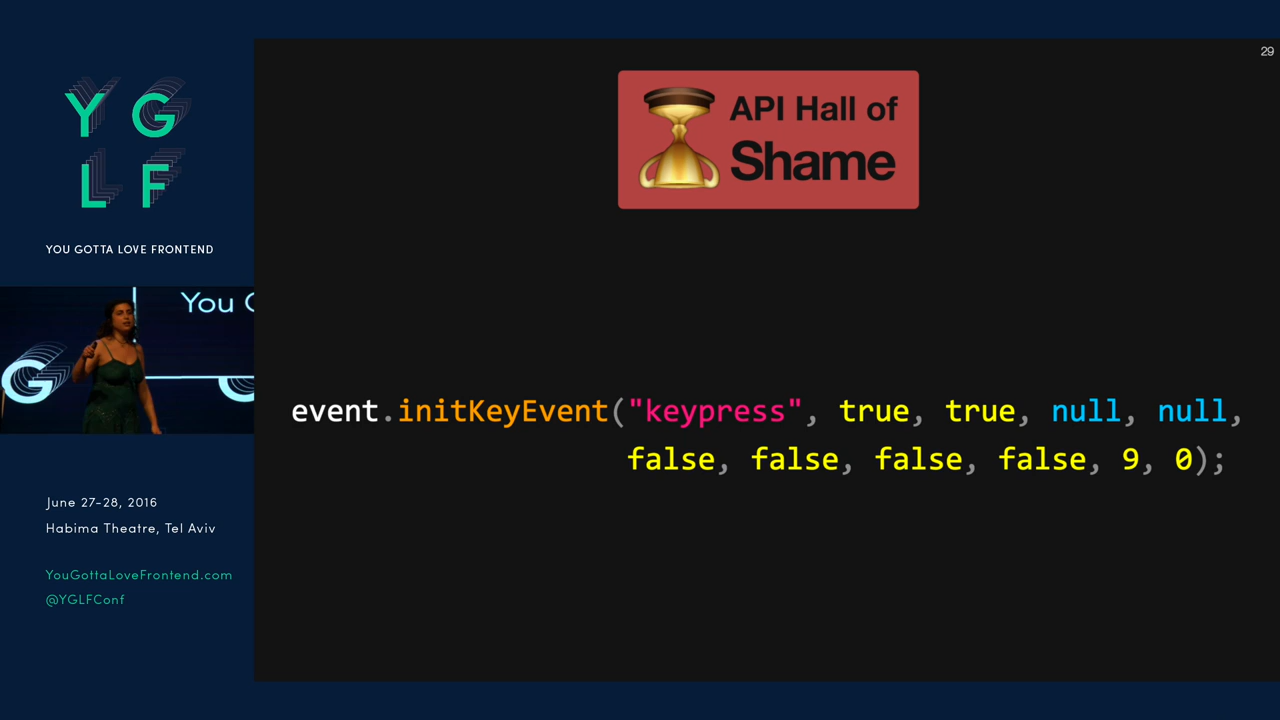 29
Y G
L F
YOU GOTTA LOVE FRONTEND
API Hall of
Shame
You G
G
event.initKeyEvent("keypress", true, true, null, null,
false, false, false, false, 9, 0);
June 27-28, 2016
Habima Theatre, Tel Aviv
YouGottaLoveFrontend.com
@YGLFConf